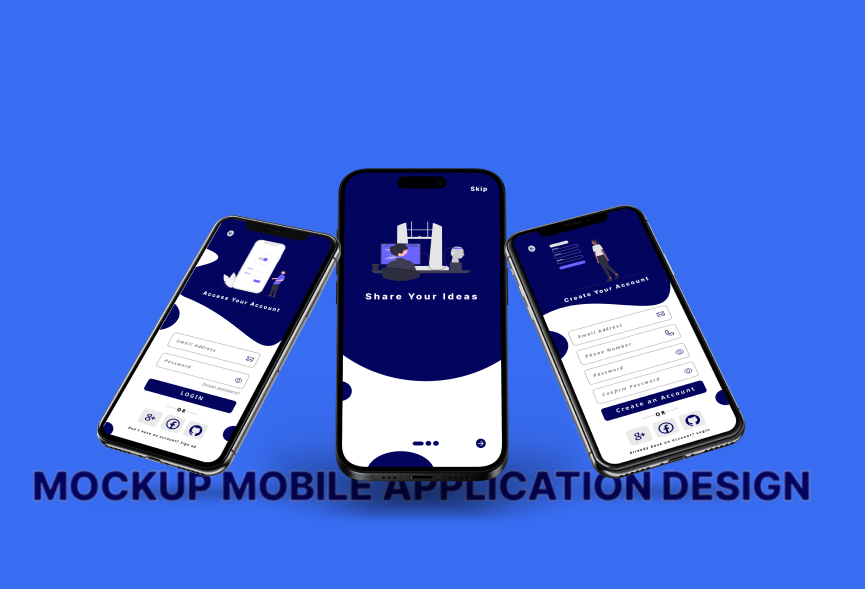 Skip
Share Your Ideas
Access Your Account
Email Address
Password
Forget password?
LOGIN
OR
g+
Don't have an account? Sign up
Create Your Account
Email Address
Phone Number
Password
Confirm Password
Create an Account
OR
g+
Already have an account? Login
MOCKUP MOBILE APPLICATION DESIGN